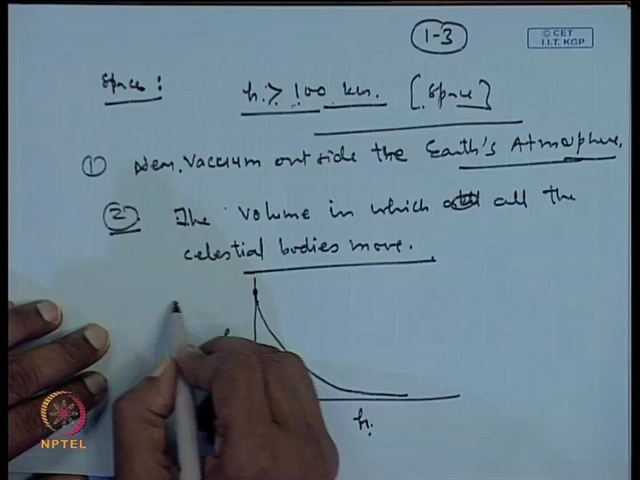 1-3
© CET
I.I.T. KGP
Space: h > 100 km. [Space]
① Near Vaccum outside the Earth's Atmosphere.
② The Volume in which all the
celestial bodies move.
h
NPTEL